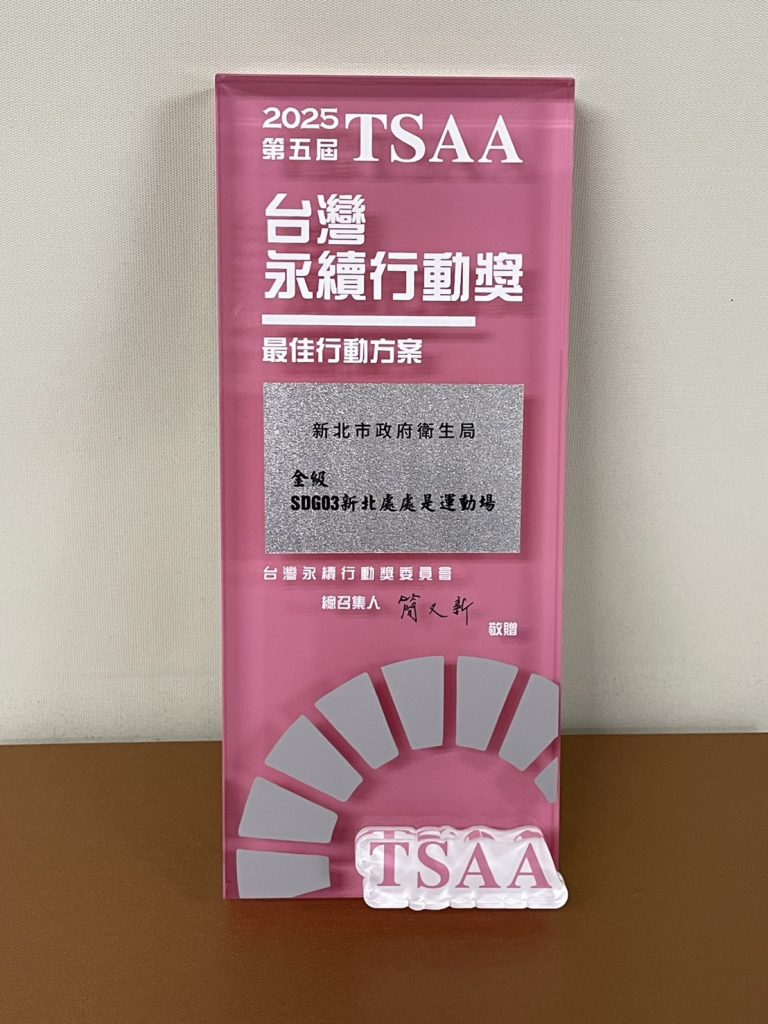 2025
第五屆 TSAA
台灣
永續行動獎
最佳行動方案
新北市政府衛生局
金級
SDG03新北處處是運動場
台灣永續行動獎委員會
總召集人 簡又新
敬贈
TSAA